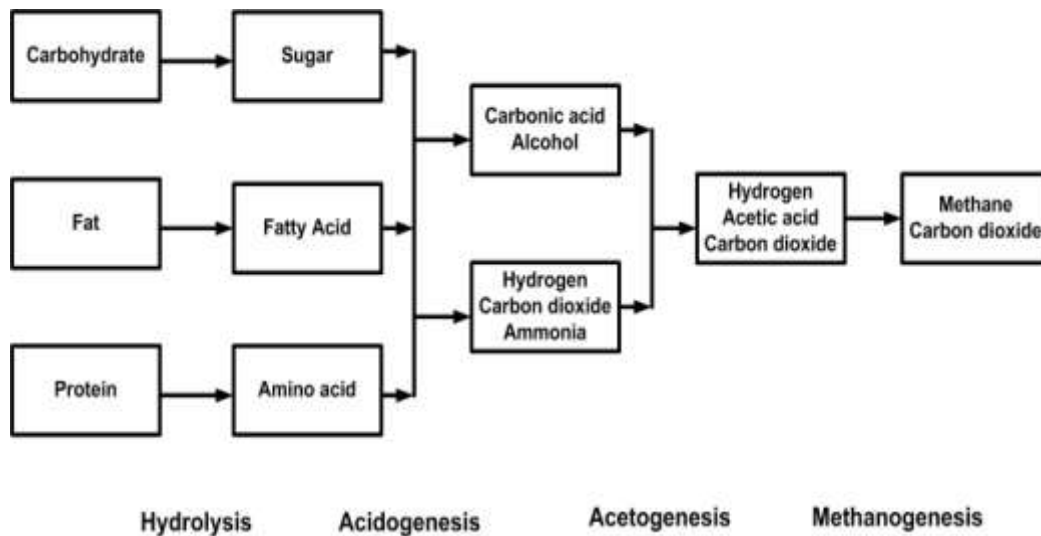 Carbohydrate
Sugar
Carbonic acid
Alcohol
Fat
Fatty Acid
Hydrogen
Acetic acid
Carbon dioxide
Methane
Carbon dioxide
Hydrogen
Carbon dioxide
Ammonia
Protein
Amino acid
Hydrolysis
Acidogenesis
Acetogenesis
Methanogenesis